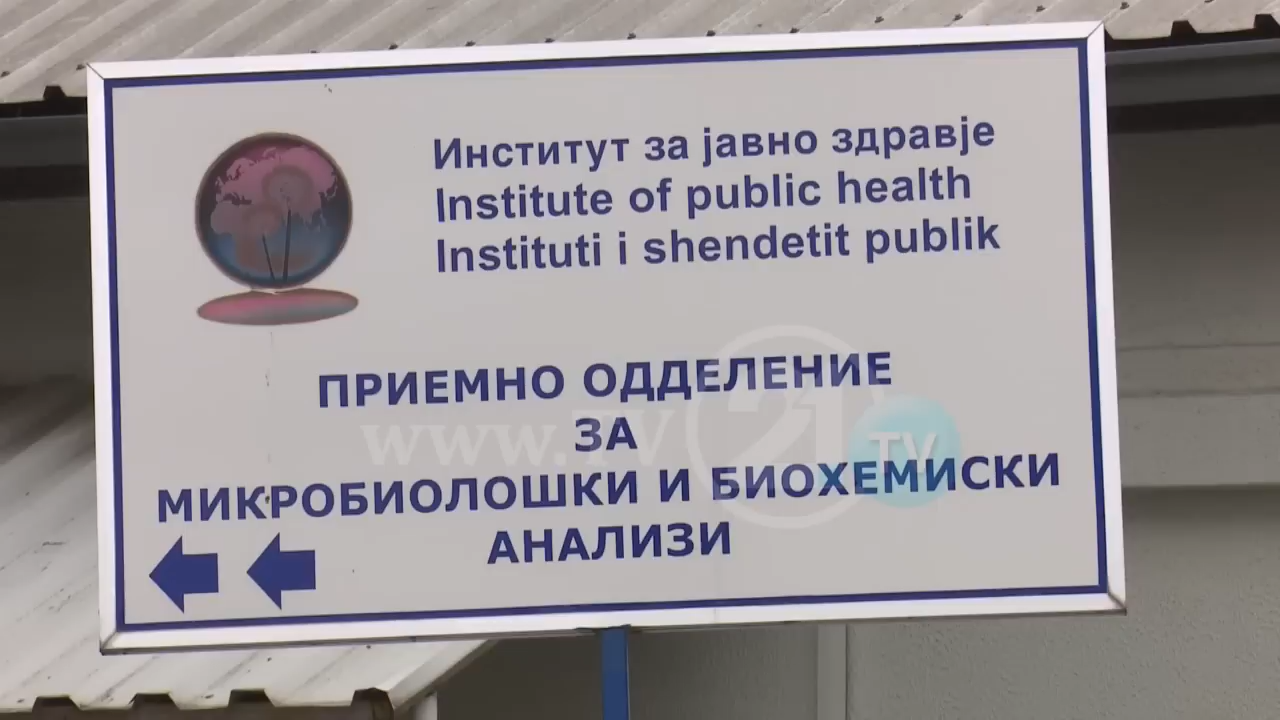 Институт за јавно здравје
Institute of public health
Instituti i shendetit publik
ПРИЕМНО ОДДЕЛЕНИЕ
ЗА
МИКРОБИОЛОШКИ И БИОХЕМИСКИ
АНАЛИЗИ
www.TV21 TV